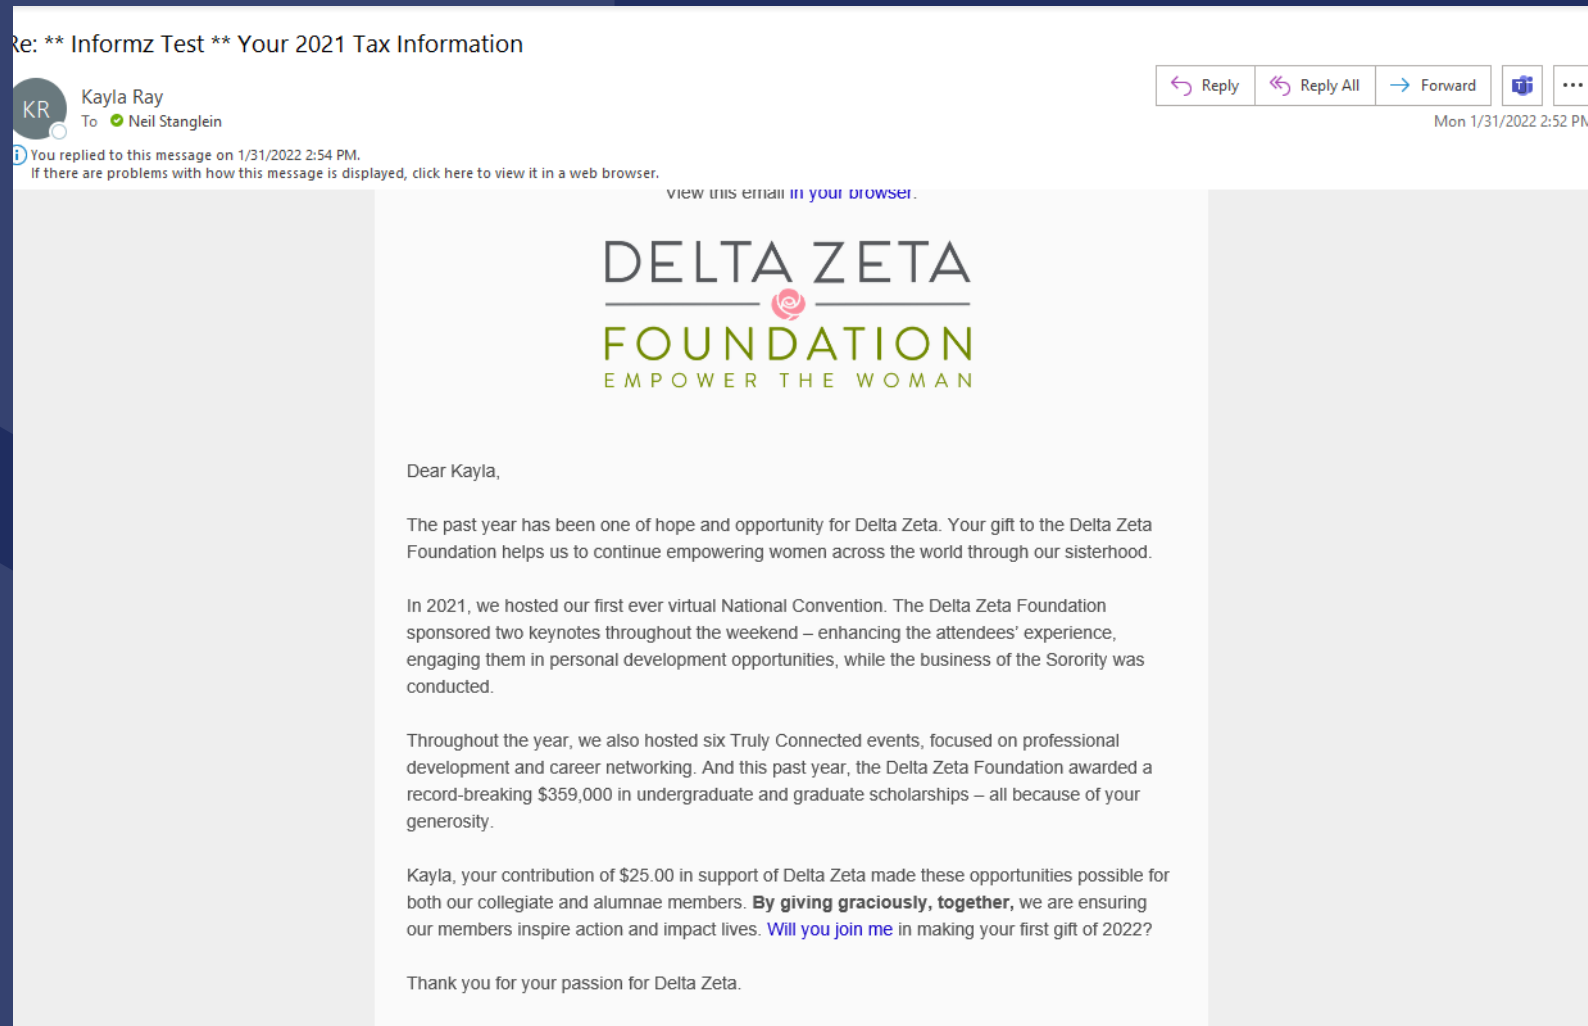 Re: ** Informz Test ** Your 2021 Tax Information
KR
Kayla Ray
To Neil Stanglein
Reply
Reply All
Forward
Mon 1/31/2022 2:52 PM
You replied to this message on 1/31/2022 2:54 PM.
If there are problems with how this message is displayed, click here to view it in a web browser.
View this email in your browser.
DELTA ZETA
FOUNDATION
EMPOWER THE WOMAN
Dear Kayla,
The past year has been one of hope and opportunity for Delta Zeta. Your gift to the Delta Zeta
Foundation helps us to continue empowering women across the world through our sisterhood.
In 2021, we hosted our first ever virtual National Convention. The Delta Zeta Foundation
sponsored two keynotes throughout the weekend – enhancing the attendees’ experience,
engaging them in personal development opportunities, while the business of the Sorority was
conducted.
Throughout the year, we also hosted six Truly Connected events, focused on professional
development and career networking. And this past year, the Delta Zeta Foundation awarded a
record-breaking $359,000 in undergraduate and graduate scholarships – all because of your
generosity.
Kayla, your contribution of $25.00 in support of Delta Zeta made these opportunities possible for
both our collegiate and alumnae members. By giving graciously, together, we are ensuring
our members inspire action and impact lives. Will you join me in making your first gift of 2022?
Thank you for your passion for Delta Zeta.